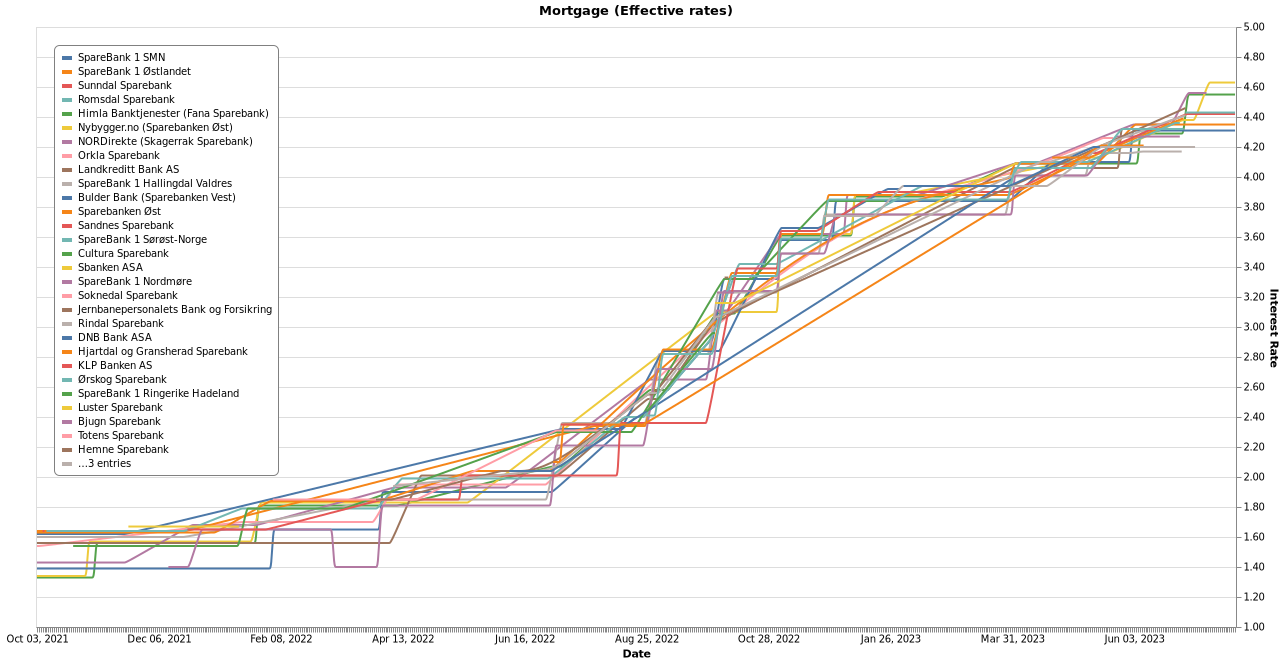 Mortgage (Effective rates)
SpareBank 1 SMN
SpareBank 1 Østlandet
Sunndal Sparebank
Romsdal Sparebank
Himla Banktjenester (Fana Sparebank)
Nybygger.no (Sparebanken Øst)
NORDirekte (Skagerrak Sparebank)
Orkla Sparebank
Landkreditt Bank AS
SpareBank 1 Hallingdal Valdres
Bulder Bank (Sparebanken Vest)
Sparebanken Øst
Sandnes Sparebank
SpareBank 1 Sørøst-Norge
Cultura Sparebank
Sbanken ASA
SpareBank 1 Nordmøre
Soknedal Sparebank
Jernbanepersonalets Bank og Forsikring
Rindal Sparebank
DNB Bank ASA
Hjartdal og Gransherad Sparebank
KLP Banken AS
Ørskog Sparebank
SpareBank 1 Ringerike Hadeland
Luster Sparebank
Bjugn Sparebank
Totens Sparebank
Hemne Sparebank
...3 entries
5.00
4.80
4.60
4.40
4.20
4.00
3.80
3.60
3.40
3.20
3.00
2.80
2.60
2.40
2.20
2.00
1.80
1.60
1.40
1.20
1.00
Interest Rate
Oct 03, 2021 Dec 06, 2021 Feb 08, 2022 Apr 13, 2022 Jun 16, 2022 Aug 25, 2022 Oct 28, 2022 Jan 26, 2023 Mar 31, 2023 Jun 03, 2023
Date